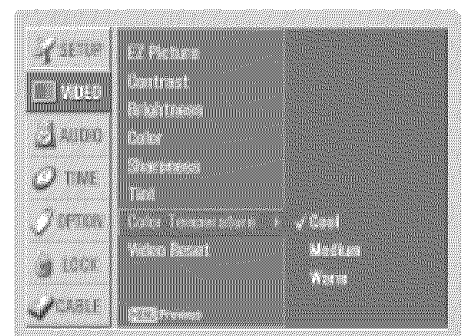 SETUP
VIDEO
AUDIO
TIME
OPTION
LOCK
CABLE
EZ Picture
Contrast
Brightness
Color
Sharpness
Tint
Color Temperature
Video Reset
Previous
✓ Cool
Medium
Warm